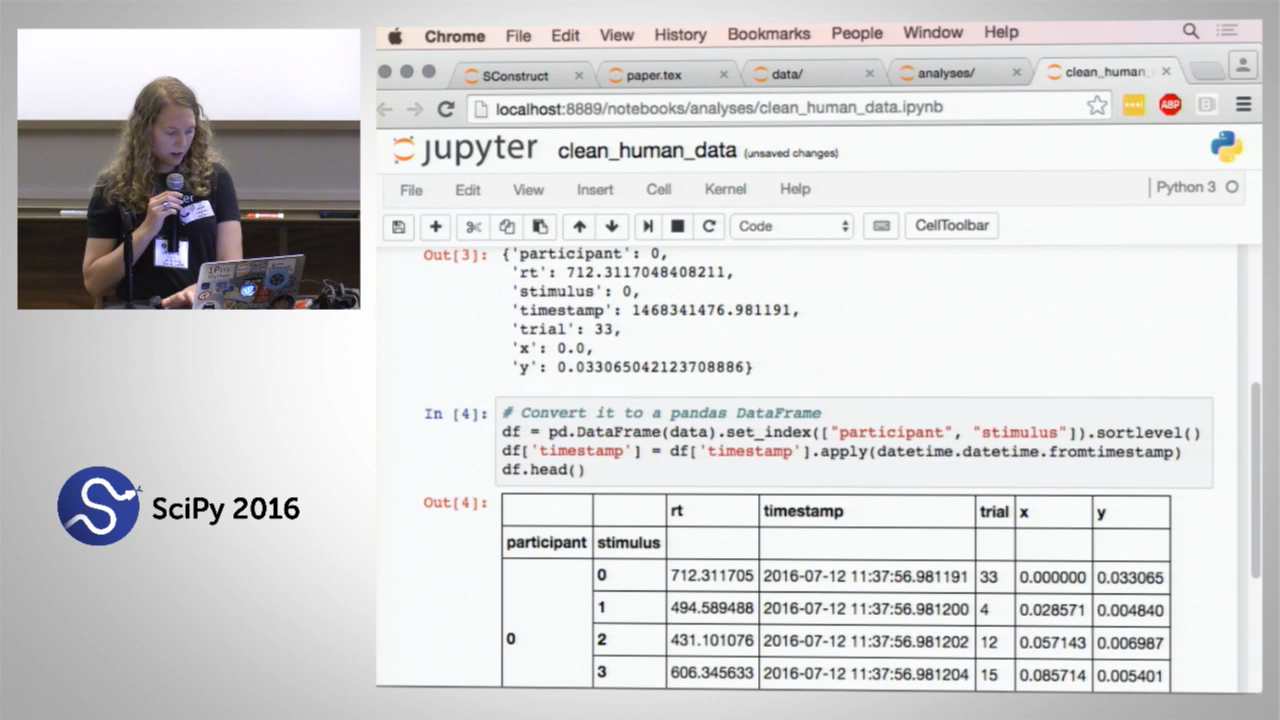 Chrome File Edit View History Bookmarks People Window Help
SConstruct paper.tex data/ analyses/ clean_human_
localhost:8889/notebooks/analyses/clean_human_data.ipynb
ABP
jupyter clean_human_data (unsaved changes)
File Edit View Insert Cell Kernel Help Python 3
Code CellToolbar
Out[3]: {'participant': 0,
'rt': 712.3117048408211,
'stimulus': 0,
'timestamp': 1468341476.981191,
'trial': 33,
'x': 0.0,
'y': 0.033065042123708886}
In [4]: # Convert it to a pandas DataFrame
df = pd.DataFrame(data).set_index(["participant", "stimulus"]).sortlevel()
df['timestamp'] = df['timestamp'].apply(datetime.datetime.fromtimestamp)
df.head()
Out[4]: rt timestamp trial x y
participant stimulus
0 712.311705 2016-07-12 11:37:56.981191 33 0.000000 0.033065
1 494.589488 2016-07-12 11:37:56.981200 4 0.028571 0.004840
0 2 431.101076 2016-07-12 11:37:56.981202 12 0.057143 0.006987
3 606.345633 2016-07-12 11:37:56.981204 15 0.085714 0.005401
SciPy 2016